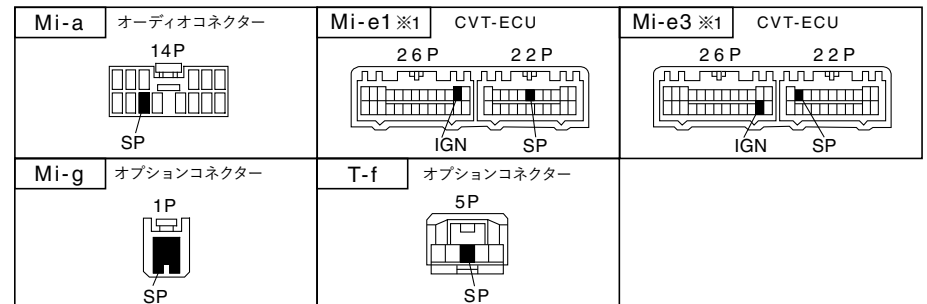 Mi-a オーディオコネクター
14P
SP
Mi-e1※1 CVT-ECU
26P 22P
IGN SP
Mi-e3※1 CVT-ECU
26P 22P
IGN SP
Mi-g オプションコネクター
1P
SP
T-f オプションコネクター
5P
SP